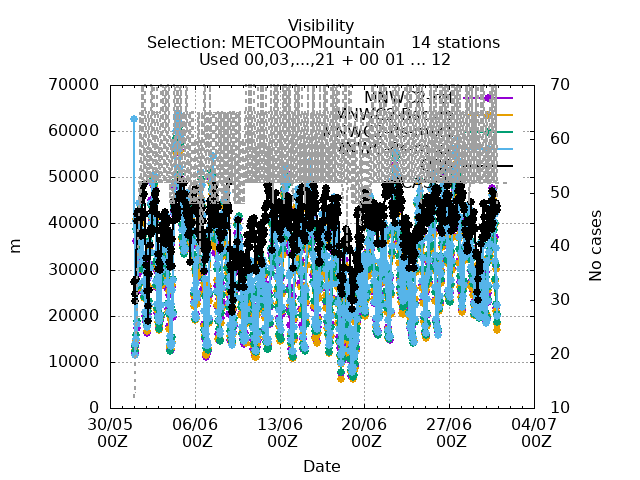 Visibility
Selection: METCOOPMountain 14 stations
Used 00,03,...,21 + 00 01 ... 12
70000
60000
50000
40000
30000
20000
10000
0
m
70
60
50
40
30
20
10
No cases
30/05 06/06 13/06 20/06 27/06 04/07
00Z 00Z 00Z 00Z 00Z 00Z
Date